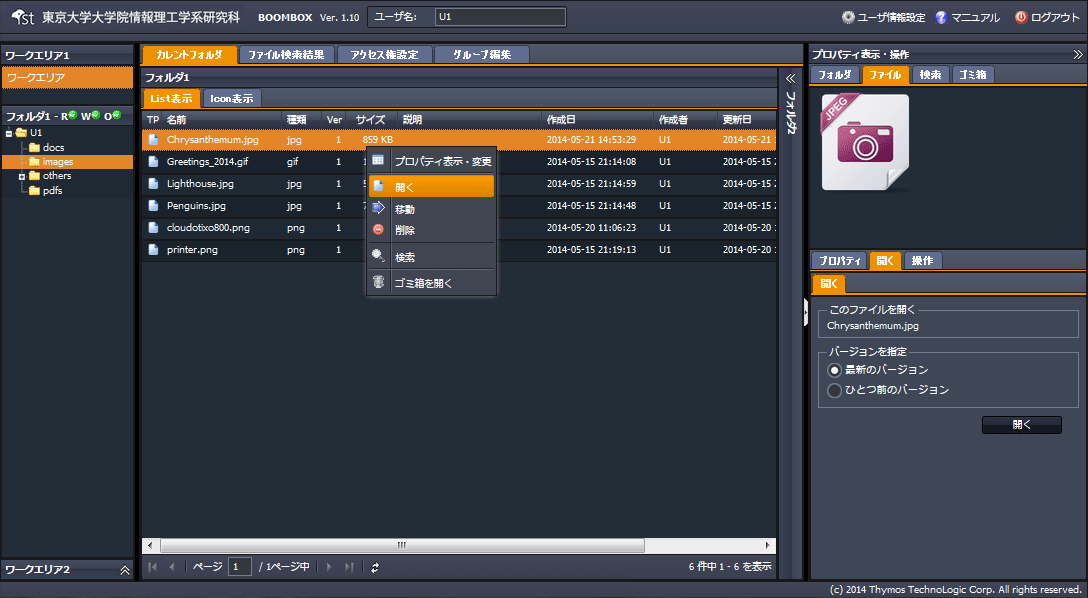 ist 東京大学大学院情報理工学系研究科 BOOMBOX Ver. 1.10 ユーザ名: U1 ユーザ情報設定 マニュアル ログアウト
ワークエリア1
ワークエリア
フォルダ1 - R W O
U1
docs
images
others
pdfs
ワークエリア2
カレントフォルダ ファイル検索結果 アクセス権設定 グループ編集
フォルダ1
List表示 Icon表示
TP 名前 種類 Ver サイズ 説明 作成日 作成者 更新日
Chrysanthemum.jpg jpg 1 859 KB 2014-05-21 14:53:29 U1 2014-05-21 1
Greetings_2014.gif gif 1 2014-05-15 21:14:08 U1 2014-05-15 2
Lighthouse.jpg jpg 1 2014-05-15 21:14:59 U1 2014-05-15 2
Penguins.jpg jpg 1 2014-05-15 21:14:48 U1 2014-05-15 2
cloudotixo800.png png 1 2014-05-20 11:06:23 U1 2014-05-20 1
printer.png png 1 2014-05-15 21:19:13 U1 2014-05-15 2
プロパティ表示・変更
開く
移動
削除
検索
ゴミ箱を開く
ページ 1 / 1ページ中 6 件中 1 - 6 を表示
フォルダ2
プロパティ表示・操作
フォルダ ファイル 検索 ゴミ箱
JPEG
プロパティ 開く 操作
開く
このファイルを開く
Chrysanthemum.jpg
バージョンを指定
最新のバージョン
ひとつ前のバージョン
開く
(c) 2014 Thymos TechnoLogic Corp. All rights reserved.